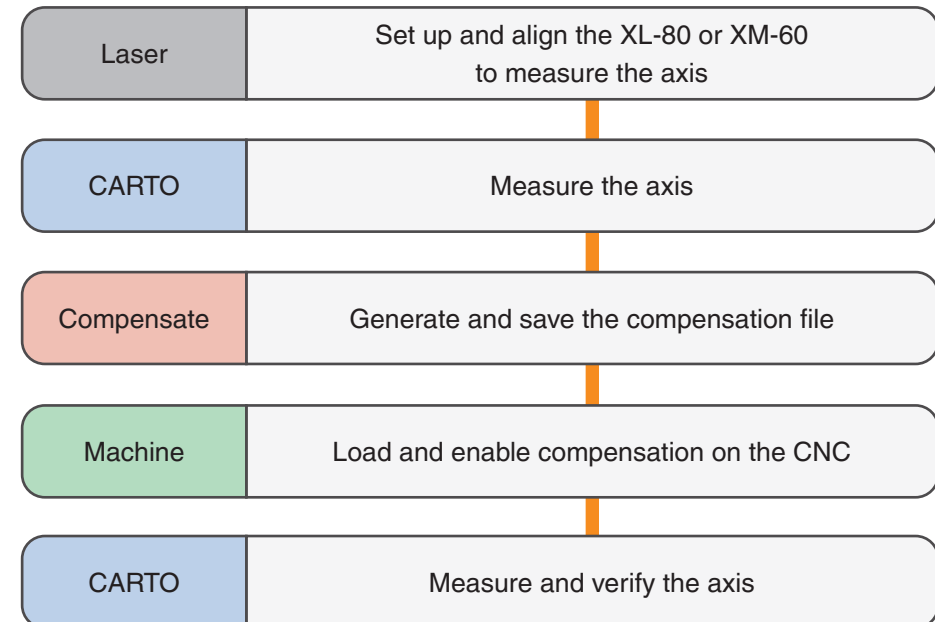 Laser
Set up and align the XL-80 or XM-60
to measure the axis
CARTO
Measure the axis
Compensate
Generate and save the compensation file
Machine
Load and enable compensation on the CNC
CARTO
Measure and verify the axis